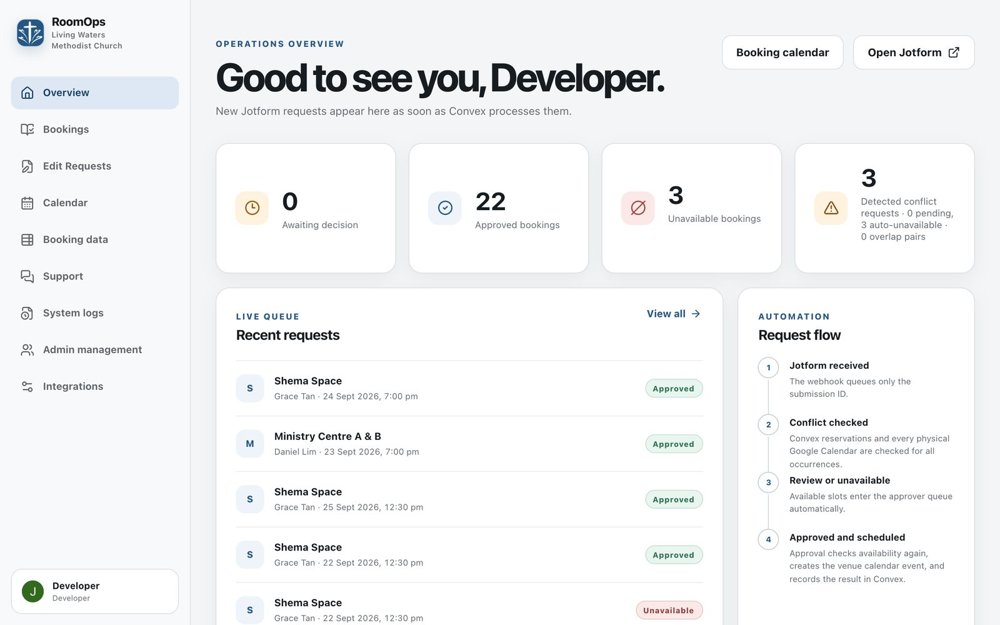 RoomOps
Living Waters
Methodist Church
Overview
Bookings
Edit Requests
Calendar
Booking data
Support
System logs
Admin management
Integrations
J
Developer
Developer
OPERATIONS OVERVIEW
Good to see you, Developer.
New Jotform requests appear here as soon as Convex processes them.
Booking calendar
Open Jotform
0
Awaiting decision
22
Approved bookings
3
Unavailable bookings
3
Detected conflict
requests · 0 pending,
3 auto-unavailable ·
0 overlap pairs
LIVE QUEUE
Recent requests
View all
S
Shema Space
Grace Tan · 24 Sept 2026, 7:00 pm
Approved
M
Ministry Centre A & B
Daniel Lim · 23 Sept 2026, 7:00 pm
Approved
S
Shema Space
Grace Tan · 25 Sept 2026, 12:30 pm
Approved
S
Shema Space
Grace Tan · 22 Sept 2026, 12:30 pm
Approved
S
Shema Space
Grace Tan · 22 Sept 2026, 12:30 pm
Unavailable
AUTOMATION
Request flow
1
Jotform received
The webhook queues only the
submission ID.
2
Conflict checked
Convex reservations and every physical
Google Calendar are checked for all
occurrences.
3
Review or unavailable
Available slots enter the approver queue
automatically.
4
Approved and scheduled
Approval checks availability again,
creates the venue calendar event, and
records the result in Convex.